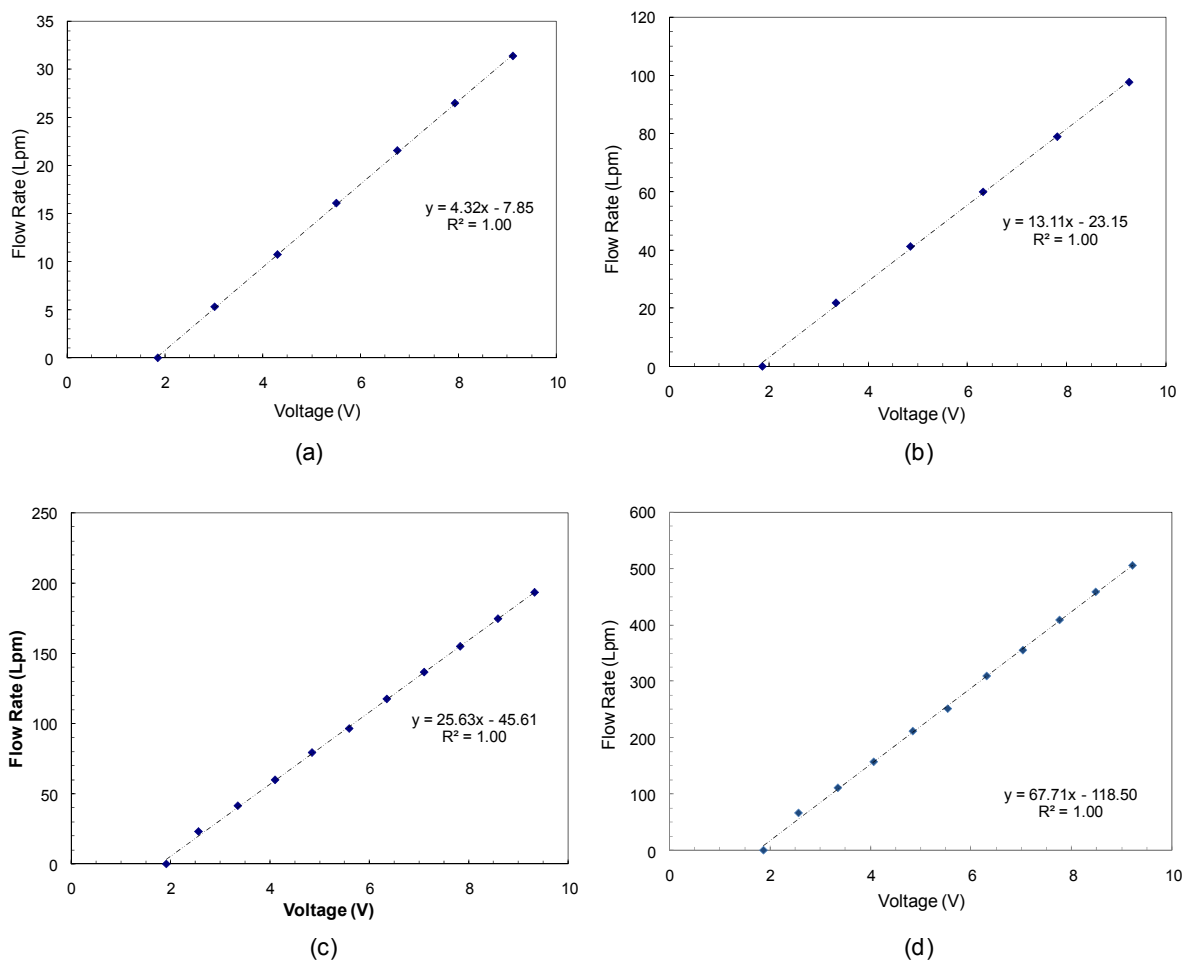 35
30
25
20
15
10
5
0
Flow Rate (Lpm)
y = 4.32x - 7.85
R² = 1.00
0 2 4 6 8 10
Voltage (V)
(a)
120
100
80
60
40
20
0
Flow Rate (Lpm)
y = 13.11x - 23.15
R² = 1.00
0 2 4 6 8 10
Voltage (V)
(b)
250
200
150
100
50
0
Flow Rate (Lpm)
y = 25.63x - 45.61
R² = 1.00
0 2 4 6 8 10
Voltage (V)
(c)
600
500
400
300
200
100
0
Flow Rate (Lpm)
y = 67.71x - 118.50
R² = 1.00
0 2 4 6 8 10
Voltage (V)
(d)